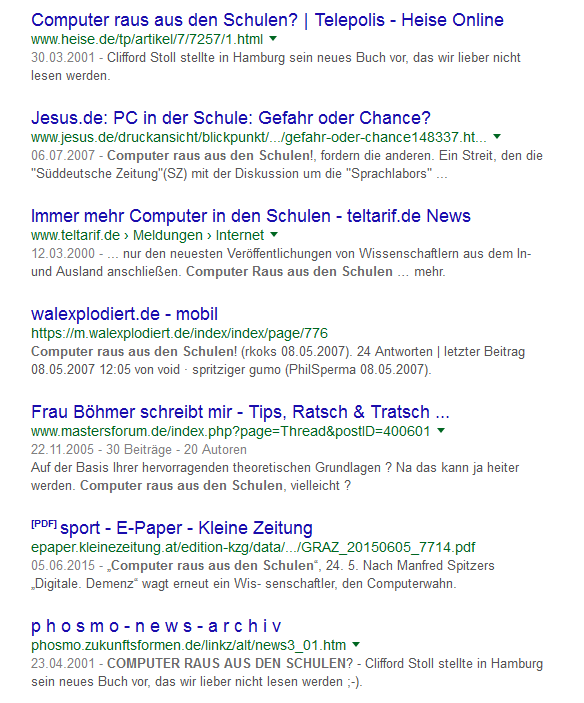 Computer raus aus den Schulen? | Telepolis - Heise Online
www.heise.de/tp/artikel/7/7257/1.html
30.03.2001 - Clifford Stoll stellte in Hamburg sein neues Buch vor, das wir lieber nicht
lesen werden.
Jesus.de: PC in der Schule: Gefahr oder Chance?
www.jesus.de/druckansicht/blickpunkt/.../gefahr-oder-chance148337.ht...
06.07.2007 - Computer raus aus den Schulen!, fordern die anderen. Ein Streit, den die
"Süddeutsche Zeitung"(SZ) mit der Diskussion um die "Sprachlabors" ...
Immer mehr Computer in den Schulen - teltarif.de News
www.teltarif.de › Meldungen › Internet
12.03.2000 - ... nur den neuesten Veröffentlichungen von Wissenschaftlern aus dem In-
und Ausland anschließen. Computer Raus aus den Schulen ... mehr.
walexplodiert.de - mobil
https://m.walexplodiert.de/index/index/page/776
Computer raus aus den Schulen! (rkoks 08.05.2007). 24 Antworten | letzter Beitrag
08.05.2007 12:05 von void · spritziger gumo (PhilSperma 08.05.2007).
Frau Böhmer schreibt mir - Tips, Ratsch & Tratsch ...
www.mastersforum.de/index.php?page=Thread&postID=400601
22.11.2005 - 30 Beiträge - 20 Autoren
Auf der Basis Ihrer hervorragenden theoretischen Grundlagen ? Na das kann ja heiter
werden. Computer raus aus den Schulen, vielleicht ?
[PDF] sport - E-Paper - Kleine Zeitung
epaper.kleinezeitung.at/edition-kzg/data/.../GRAZ_20150605_7714.pdf
05.06.2015 - „Computer raus aus den Schulen“, 24. 5. Nach Manfred Spitzers
„Digitale. Demenz“ wagt erneut ein Wis- senschaftler, den Computerwahn.
p h o s m o - n e w s - a r c h i v
phosmo.zukunftsformen.de/linkz/alt/news3_01.htm
23.04.2001 - COMPUTER RAUS AUS DEN SCHULEN? - Clifford Stoll stellte in Hamburg
sein neues Buch vor, das wir lieber nicht lesen werden ;-).